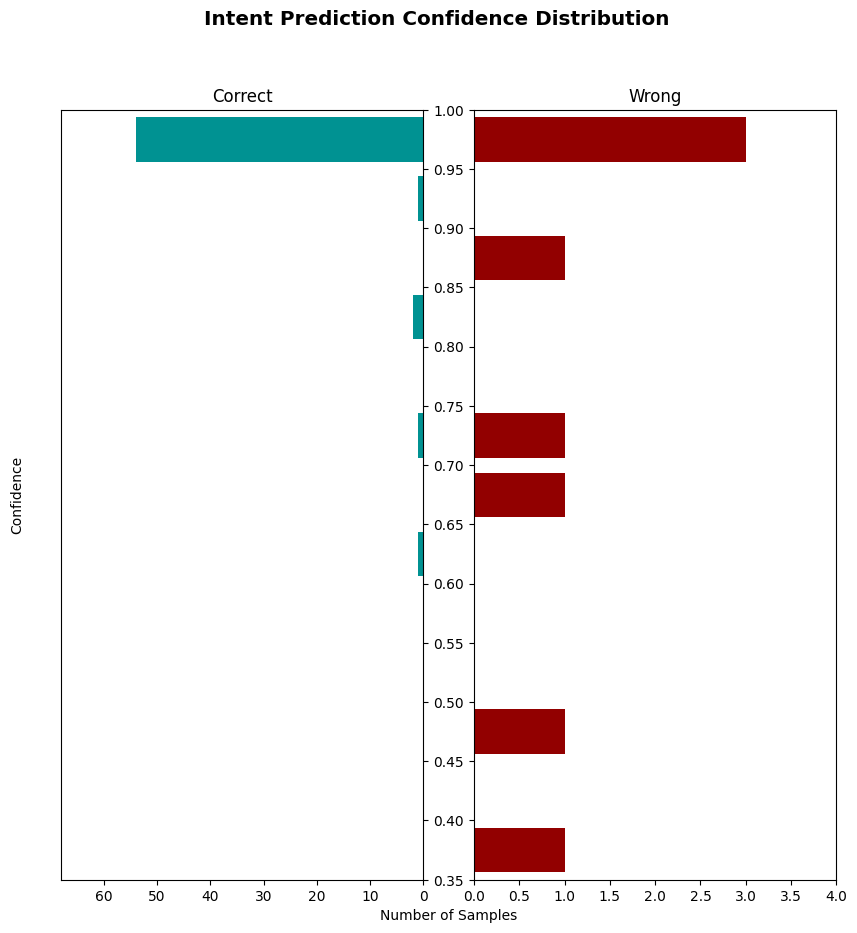 Intent Prediction Confidence Distribution
Correct
Wrong
1.00
0.95
0.90
0.85
0.80
0.75
0.70
0.65
0.60
0.55
0.50
0.45
0.40
0.35
Confidence
60 50 40 30 20 10 0
0.0 0.5 1.0 1.5 2.0 2.5 3.0 3.5 4.0
Number of Samples